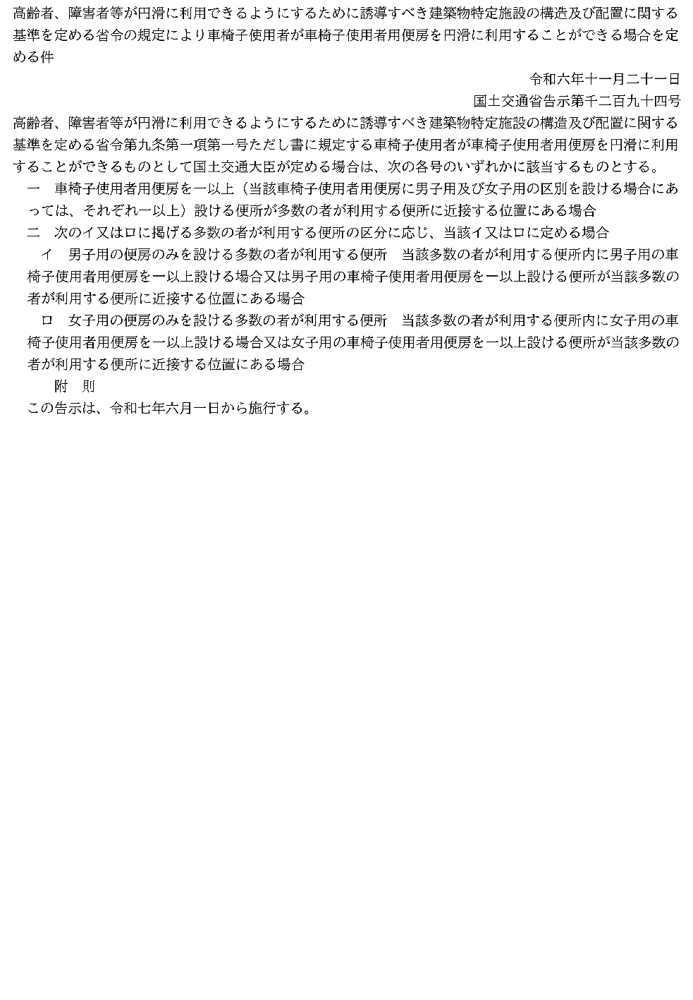 高齢者、障害者等が円滑に利用できるようにするために誘導すべき建築物特定施設の構造及び配置に関する
基準を定める省令の規定により車椅子使用者が車椅子使用者用便房を円滑に利用することができる場合を定
める件
令和六年十一月二十一日
国土交通省告示第千二百九十四号
高齢者、障害者等が円滑に利用できるようにするために誘導すべき建築物特定施設の構造及び配置に関する
基準を定める省令第九条第一項第一号ただし書に規定する車椅子使用者が車椅子使用者用便房を円滑に利用
することができるものとして国土交通大臣が定める場合は、次の各号のいずれかに該当するものとする。
一　車椅子使用者用便房を一以上（当該車椅子使用者用便房に男子用及び女子用の区別を設ける場合にあ
っては、それぞれ一以上）設ける便所が多数の者が利用する便所に近接する位置にある場合
二　次のイ又はロに掲げる多数の者が利用する便所の区分に応じ、当該イ又はロに定める場合
イ　男子用の便房のみを設ける多数の者が利用する便所　当該多数の者が利用する便所内に男子用の車
椅子使用者用便房を一以上設ける場合又は男子用の車椅子使用者用便房を一以上設ける便所が当該多数の
者が利用する便所に近接する位置にある場合
ロ　女子用の便房のみを設ける多数の者が利用する便所　当該多数の者が利用する便所内に女子用の車
椅子使用者用便房を一以上設ける場合又は女子用の車椅子使用者用便房を一以上設ける便所が当該多数の
者が利用する便所に近接する位置にある場合
附　則
この告示は、令和七年六月一日から施行する。